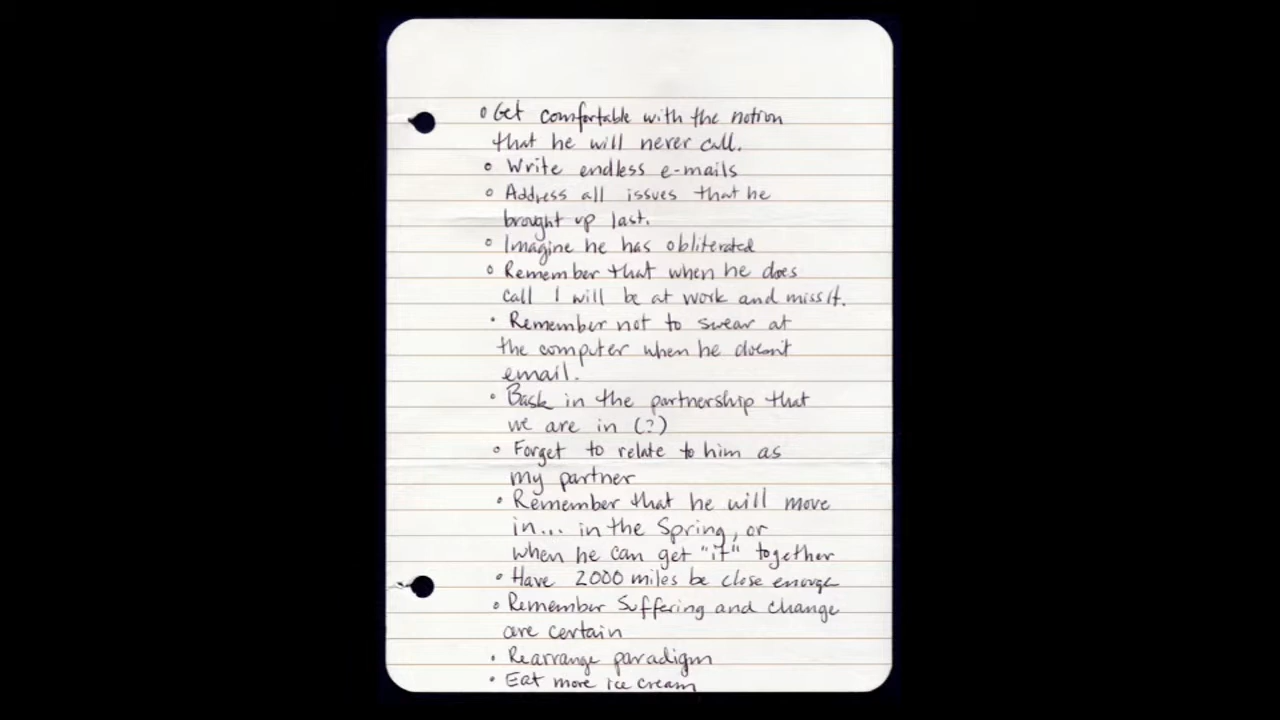 ° Get comfortable with the notion
that he will never call.
° Write endless e-mails
° Address all issues that he
brought up last.
° Imagine he has obliterated
° Remember that when he does
call I will be at work and miss it.
• Remember not to swear at
the computer when he doesn't
email.
• Bask in the partnership that
we are in (?)
• Forget to relate to him as
my partner
• Remember that he will move
in... in the Spring, or
when he can get "it" together
• Have 2000 miles be close enough
• Remember Suffering and change
are certain
• Rearrange paradigm
• Eat more ice cream